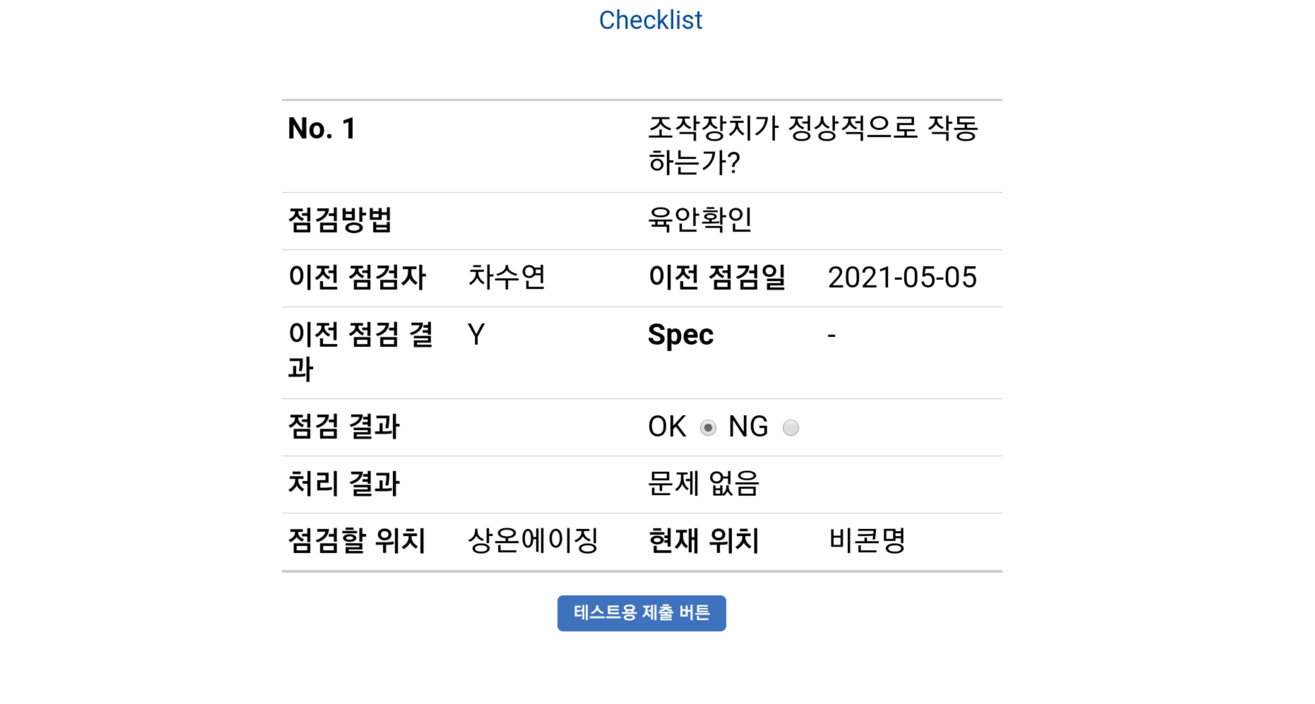 Checklist
No. 1 조작장치가 정상적으로 작동
하는가?
점검방법 육안확인
이전 점검자 차수연 이전 점검일 2021-05-05
이전 점검 결 Y Spec -
과
점검 결과 OK NG
처리 결과 문제 없음
점검할 위치 상온에이징 현재 위치 비콘명
테스트용 제출 버튼